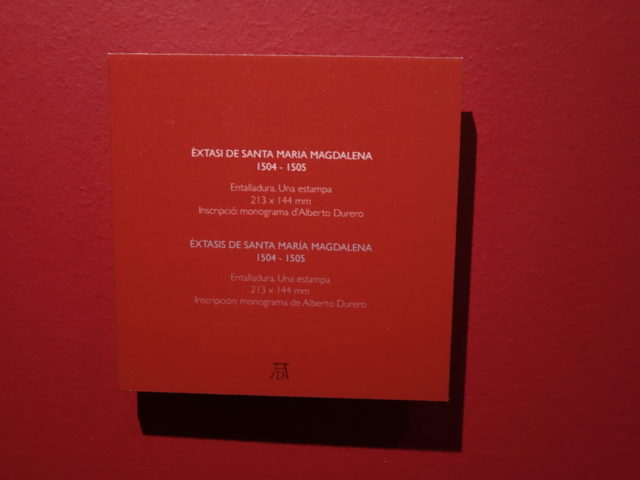 ÈXTASI DE SANTA MARIA MAGDALENA
1504 - 1505
Entalladura. Una estampa
213 x 144 mm
Inscripció: monograma d'Alberto Durero
ÉXTASIS DE SANTA MARÍA MAGDALENA
1504 - 1505
Entalladura. Una estampa
213 x 144 mm
Inscripción: monograma de Alberto Durero
AD